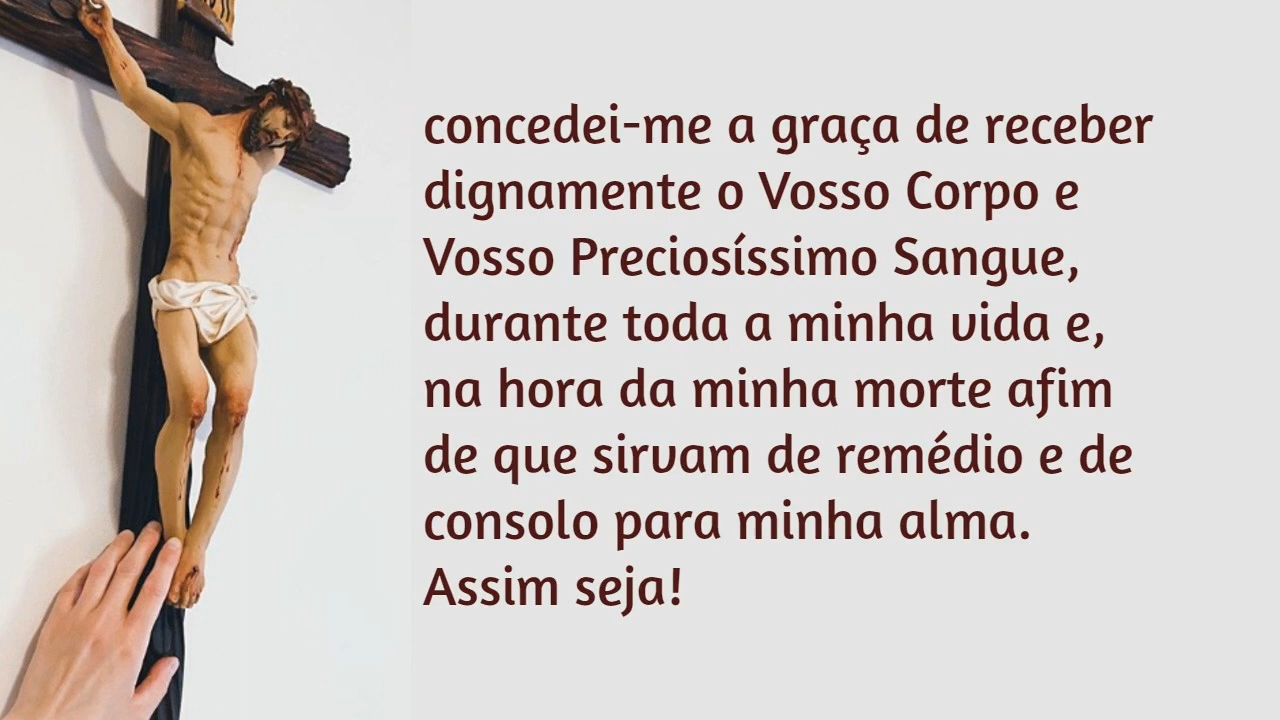 concedei-me a graça de receber
dignamente o Vosso Corpo e
Vosso Preciosíssimo Sangue,
durante toda a minha vida e,
na hora da minha morte afim
de que sirvam de remédio e de
consolo para minha alma.
Assim seja!